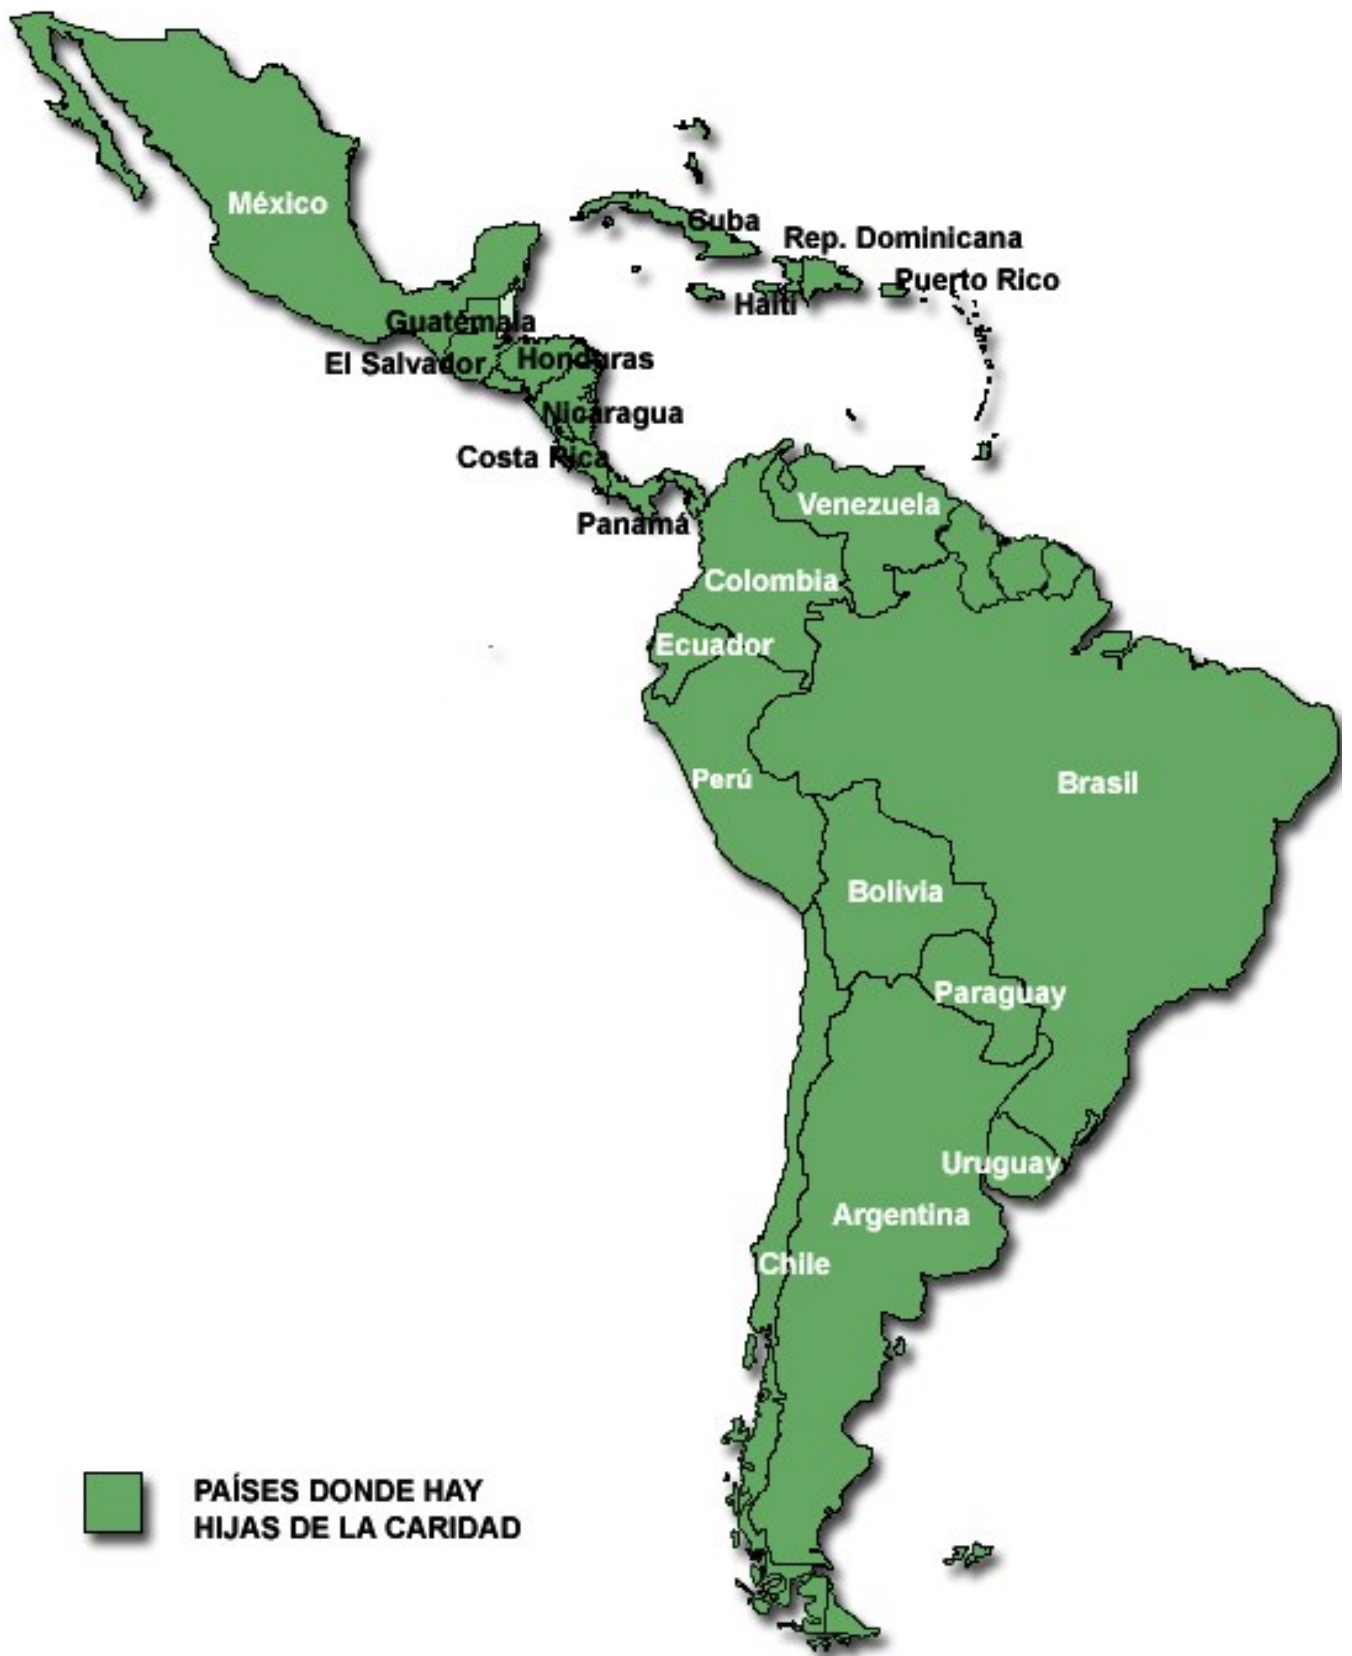 México
Cuba
Rep. Dominicana
Puerto Rico
Haití
Guatémala
El Salvador
Honduras
Nicaragua
Costa Rica
Panamá
Venezuela
Colombia
Ecuador
Perú
Brasil
Bolivia
Paraguay
Uruguay
Argentina
Chile
PAÍSES DONDE HAY
HIJAS DE LA CARIDAD